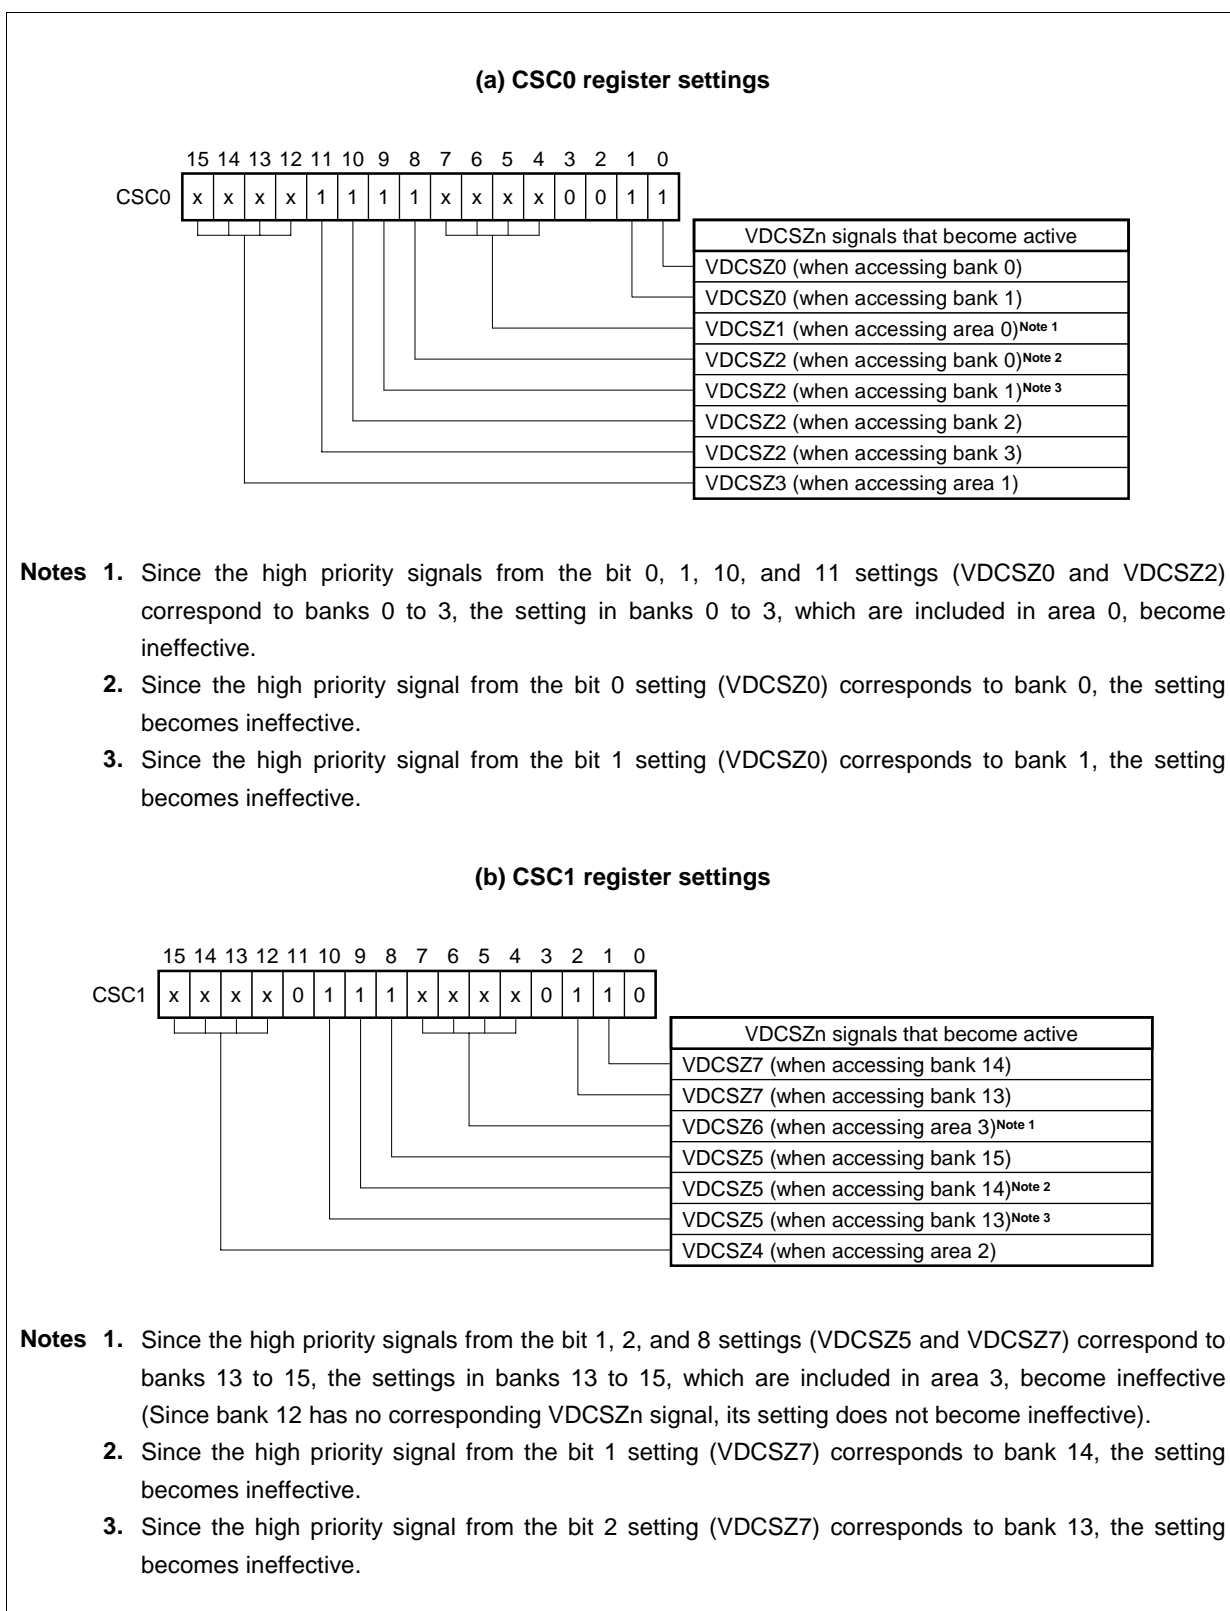 (a) CSC0 register settings
15 14 13 12 11 10 9 8 7 6 5 4 3 2 1 0
CSC0 x x x x 1 1 1 1 x x x x 0 0 1 1
VDCSZn signals that become active
VDCSZ0 (when accessing bank 0)
VDCSZ0 (when accessing bank 1)
VDCSZ1 (when accessing area 0)Note 1
VDCSZ2 (when accessing bank 0)Note 2
VDCSZ2 (when accessing bank 1)Note 3
VDCSZ2 (when accessing bank 2)
VDCSZ2 (when accessing bank 3)
VDCSZ3 (when accessing area 1)
Notes 1. Since the high priority signals from the bit 0, 1, 10, and 11 settings (VDCSZ0 and VDCSZ2)
correspond to banks 0 to 3, the setting in banks 0 to 3, which are included in area 0, become
ineffective.
2. Since the high priority signal from the bit 0 setting (VDCSZ0) corresponds to bank 0, the setting
becomes ineffective.
3. Since the high priority signal from the bit 1 setting (VDCSZ0) corresponds to bank 1, the setting
becomes ineffective.
(b) CSC1 register settings
15 14 13 12 11 10 9 8 7 6 5 4 3 2 1 0
CSC1 x x x x 0 1 1 1 x x x x 0 1 1 0
VDCSZn signals that become active
VDCSZ7 (when accessing bank 14)
VDCSZ7 (when accessing bank 13)
VDCSZ6 (when accessing area 3)Note 1
VDCSZ5 (when accessing bank 15)
VDCSZ5 (when accessing bank 14)Note 2
VDCSZ5 (when accessing bank 13)Note 3
VDCSZ4 (when accessing area 2)
Notes 1. Since the high priority signals from the bit 1, 2, and 8 settings (VDCSZ5 and VDCSZ7) correspond to
banks 13 to 15, the settings in banks 13 to 15, which are included in area 3, become ineffective
(Since bank 12 has no corresponding VDCSZn signal, its setting does not become ineffective).
2. Since the high priority signal from the bit 1 setting (VDCSZ7) corresponds to bank 14, the setting
becomes ineffective.
3. Since the high priority signal from the bit 2 setting (VDCSZ7) corresponds to bank 13, the setting
becomes ineffective.